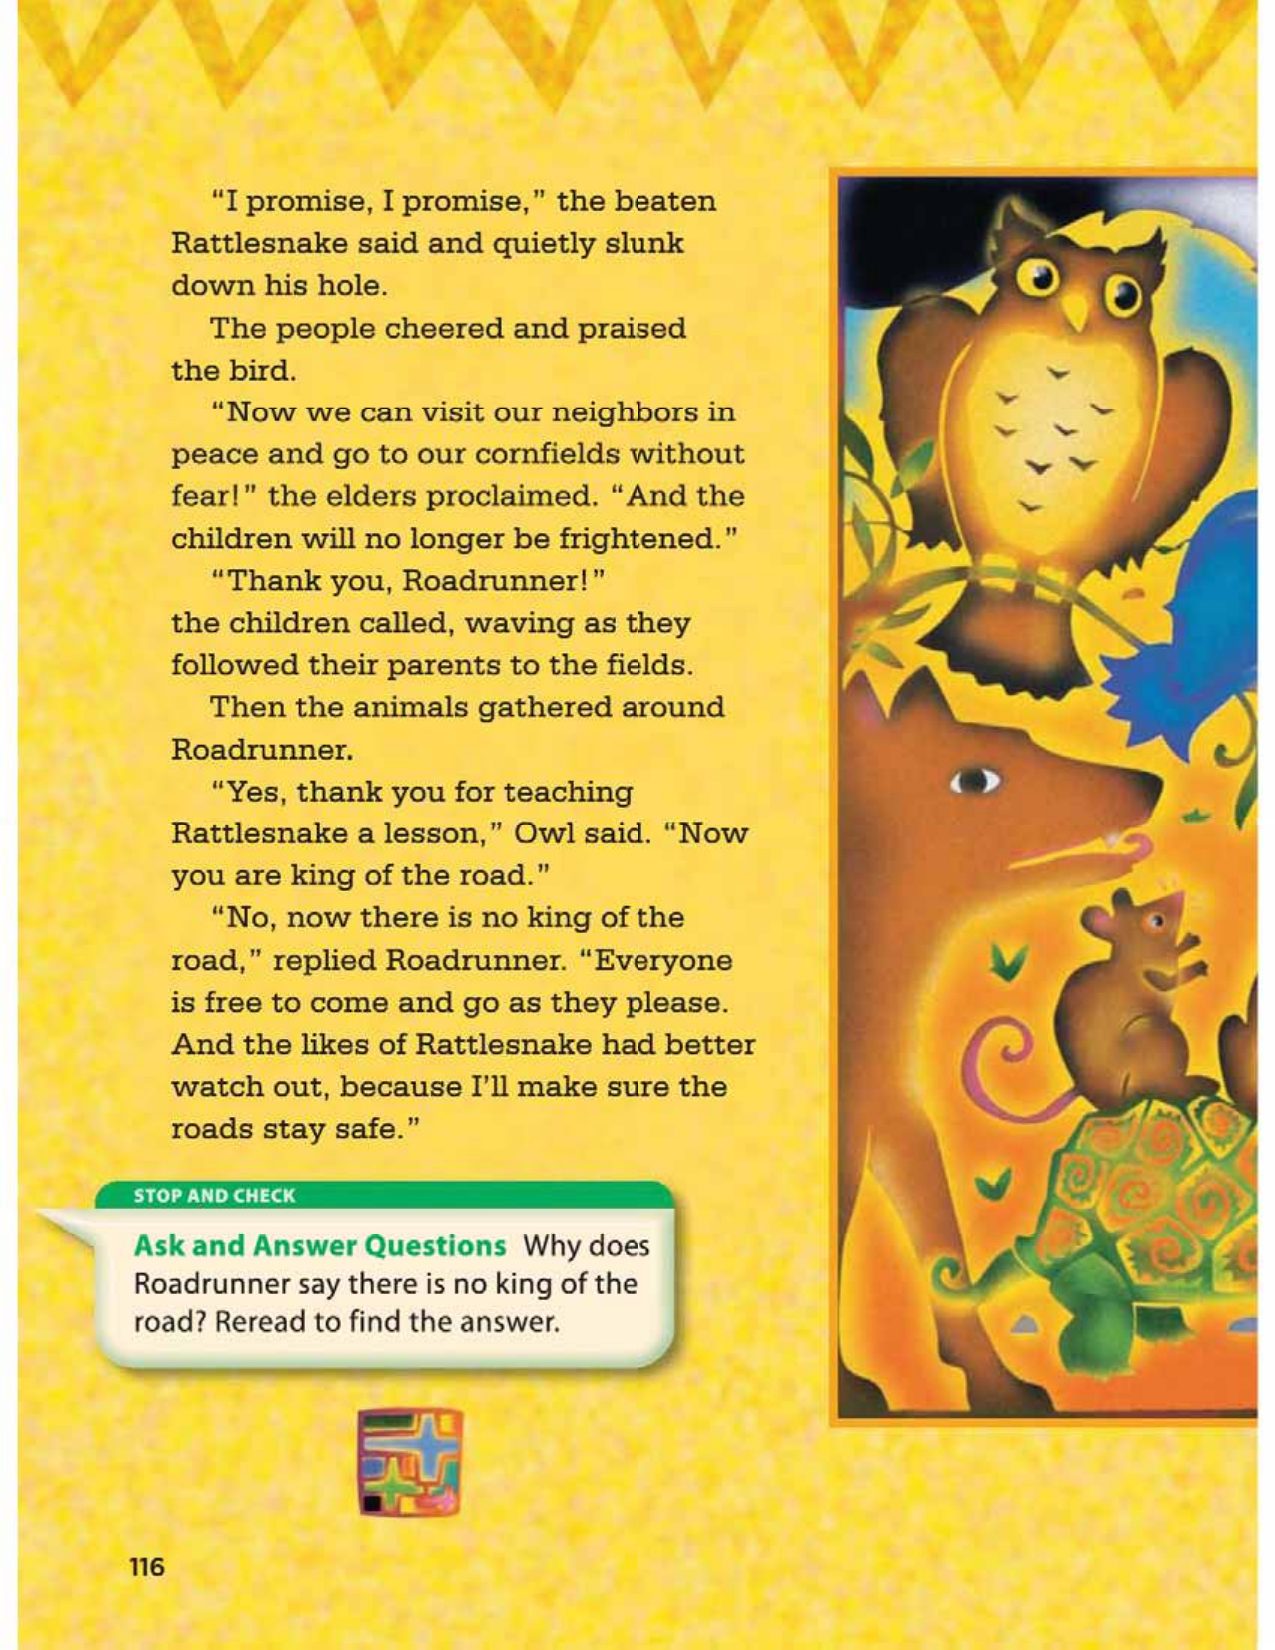 “I promise, I promise,” the beaten
Rattlesnake said and quietly slunk
down his hole.
The people cheered and praised
the bird.
“Now we can visit our neighbors in
peace and go to our cornfields without
fear!” the elders proclaimed. “And the
children will no longer be frightened.”
“Thank you, Roadrunner!”
the children called, waving as they
followed their parents to the fields.
Then the animals gathered around
Roadrunner.
“Yes, thank you for teaching
Rattlesnake a lesson,” Owl said. “Now
you are king of the road.”
“No, now there is no king of the
road,” replied Roadrunner. “Everyone
is free to come and go as they please.
And the likes of Rattlesnake had better
watch out, because I’ll make sure the
roads stay safe.”
STOP AND CHECK
Ask and Answer Questions Why does
Roadrunner say there is no king of the
road? Reread to find the answer.
116